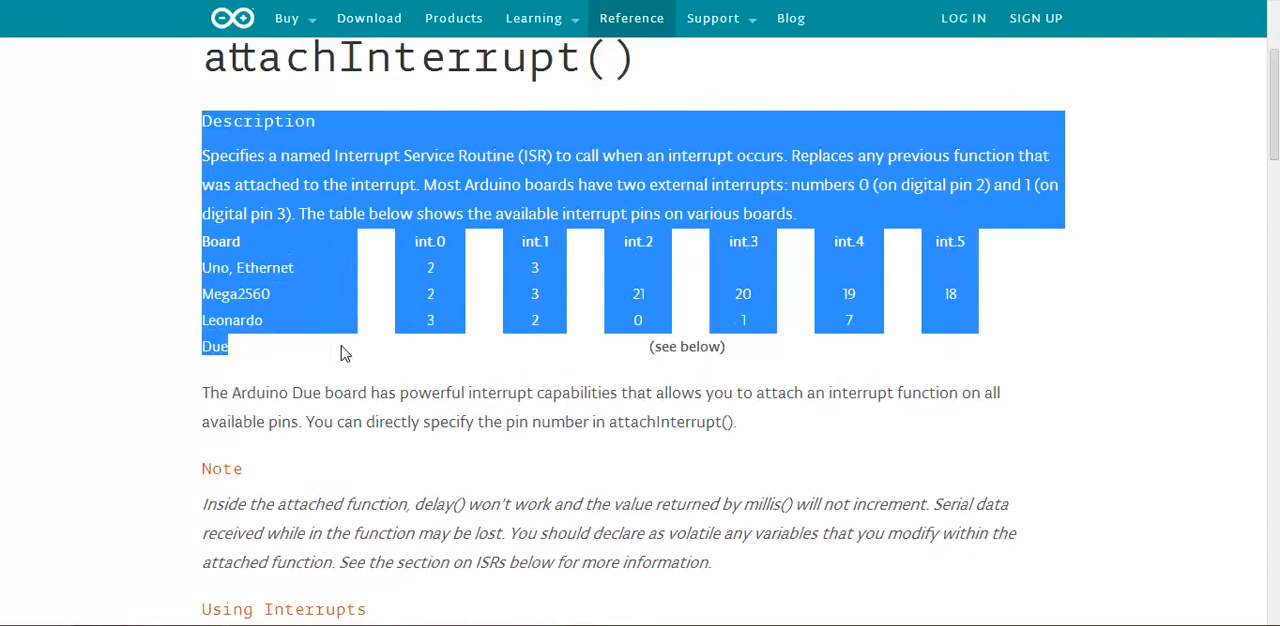 Buy Download Products Learning Reference Support Blog LOG IN SIGN UP
attachInterrupt()
Description
Specifies a named Interrupt Service Routine (ISR) to call when an interrupt occurs. Replaces any previous function that
was attached to the interrupt. Most Arduino boards have two external interrupts: numbers 0 (on digital pin 2) and 1 (on
digital pin 3). The table below shows the available interrupt pins on various boards.
Board int.0 int.1 int.2 int.3 int.4 int.5
Uno, Ethernet 2 3
Mega2560 2 3 21 20 19 18
Leonardo 3 2 0 1 7
Due (see below)
The Arduino Due board has powerful interrupt capabilities that allows you to attach an interrupt function on all
available pins. You can directly specify the pin number in attachInterrupt().
Note
Inside the attached function, delay() won't work and the value returned by millis() will not increment. Serial data
received while in the function may be lost. You should declare as volatile any variables that you modify within the
attached function. See the section on ISRs below for more information.
Using Interrupts